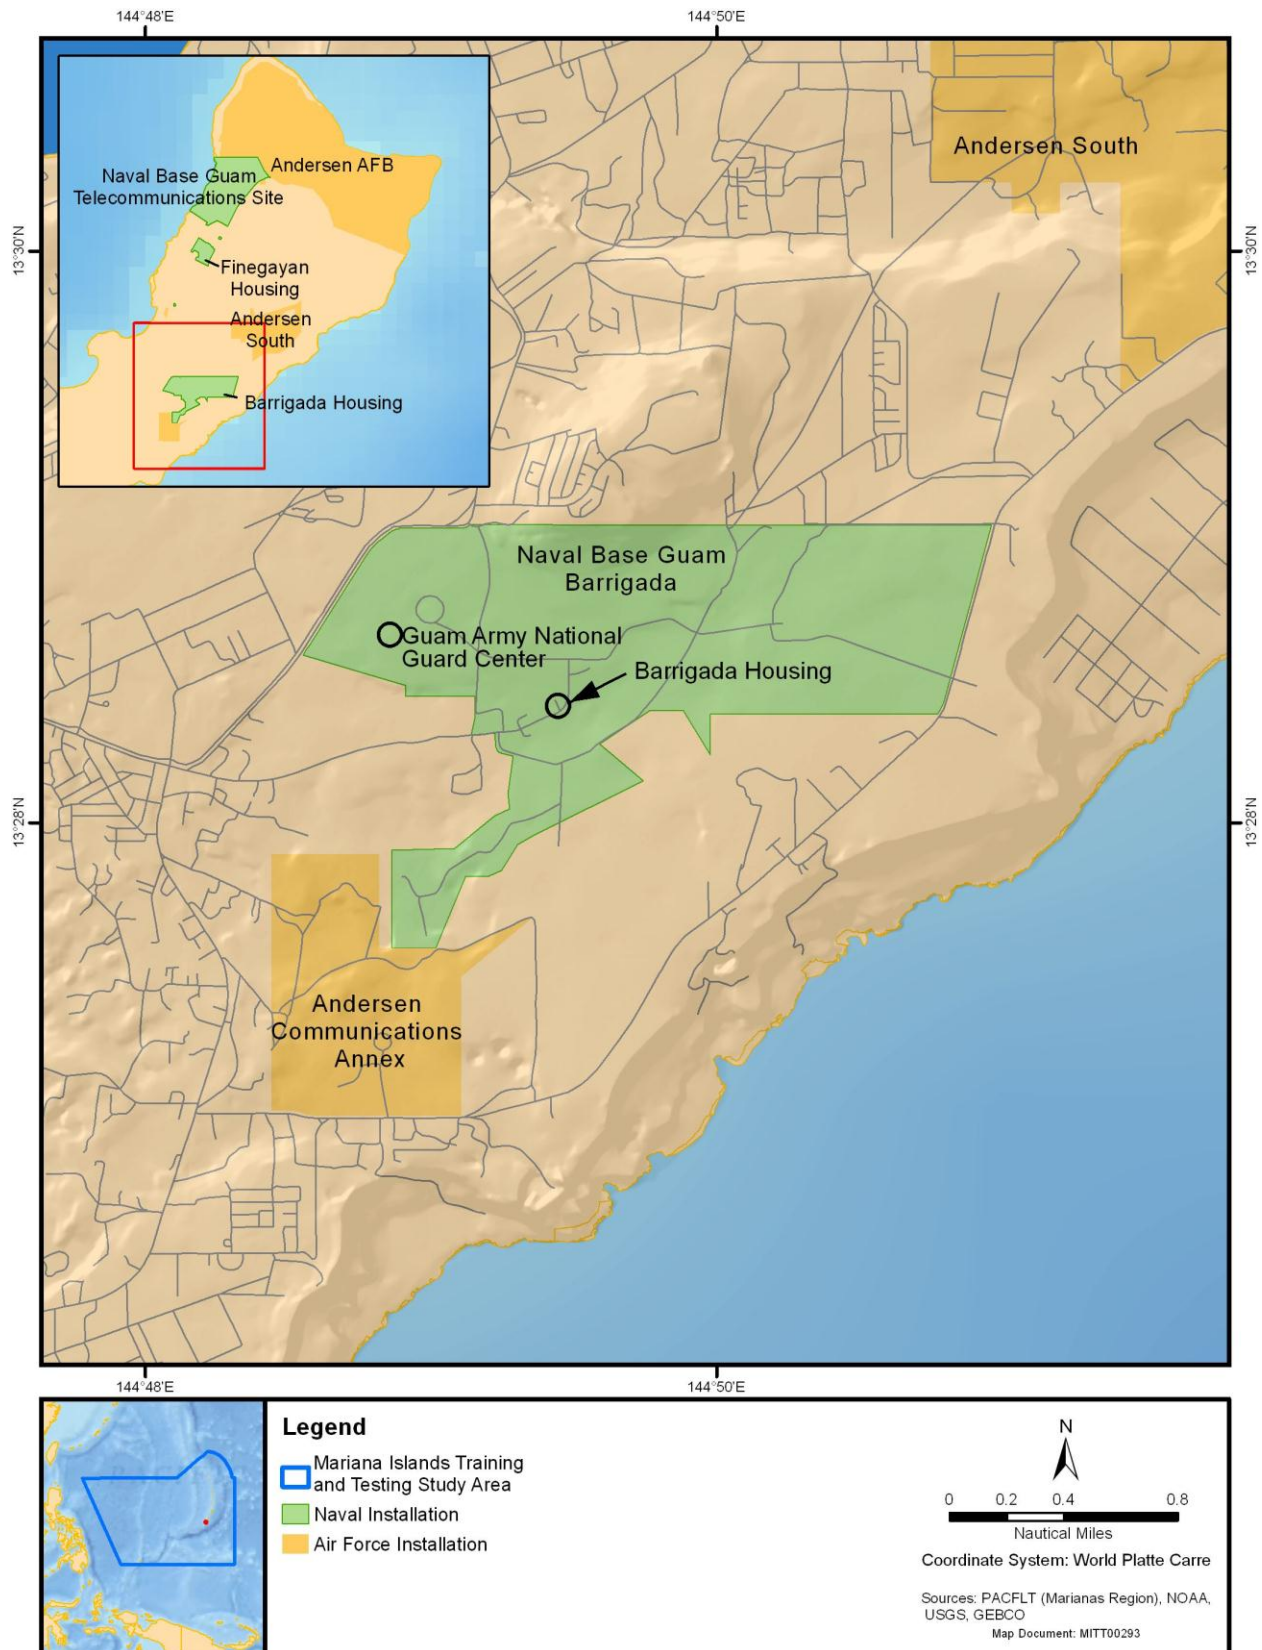 144°48'E
144°50'E
Andersen South
Naval Base Guam
Telecommunications Site
Andersen AFB
Finegayan
Housing
Andersen
South
Barrigada Housing
13°30'N
13°30'N
Naval Base Guam
Barrigada
Guam Army National
Guard Center
Barrigada Housing
13°28'N
13°28'N
Andersen
Communications
Annex
144°48'E
144°50'E
Legend
Mariana Islands Training
and Testing Study Area
Naval Installation
Air Force Installation
N
0 0.2 0.4 0.8
Nautical Miles
Coordinate System: World Platte Carre
Sources: PACFLT (Marianas Region), NOAA,
USGS, GEBCO
Map Document: MITT00293